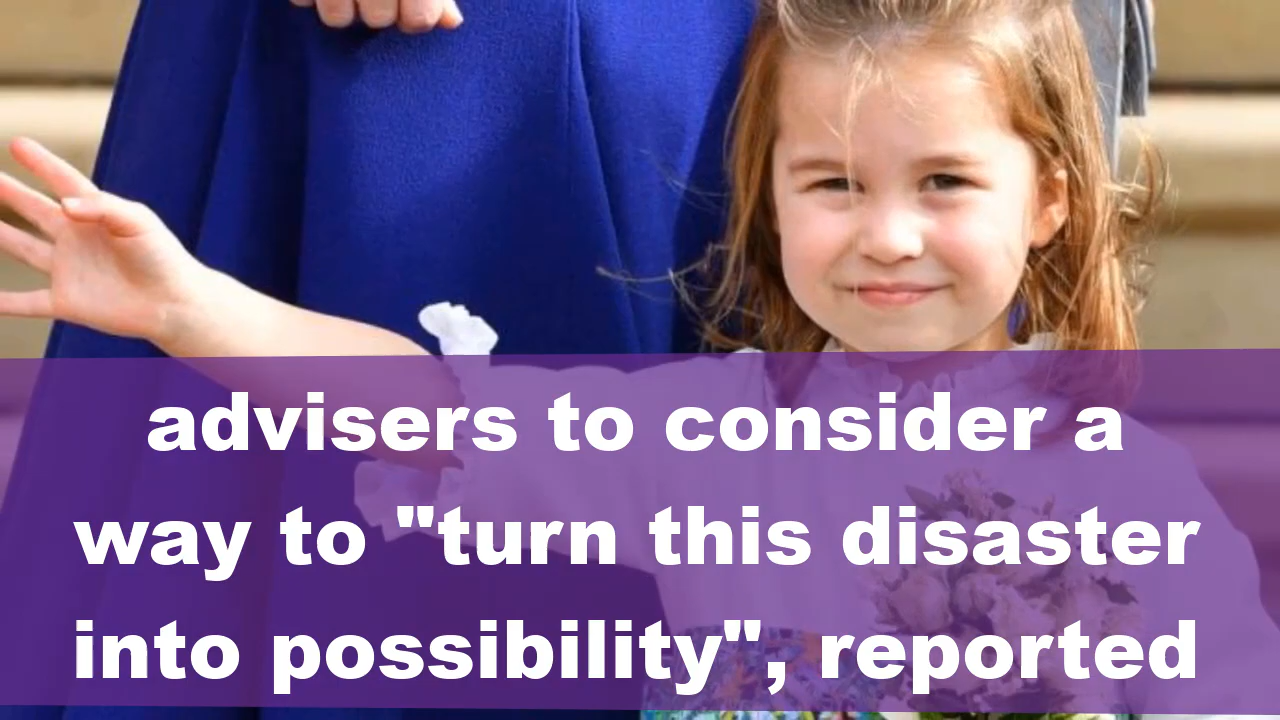 advisers to consider a
way to "turn this disaster
into possibility", reported